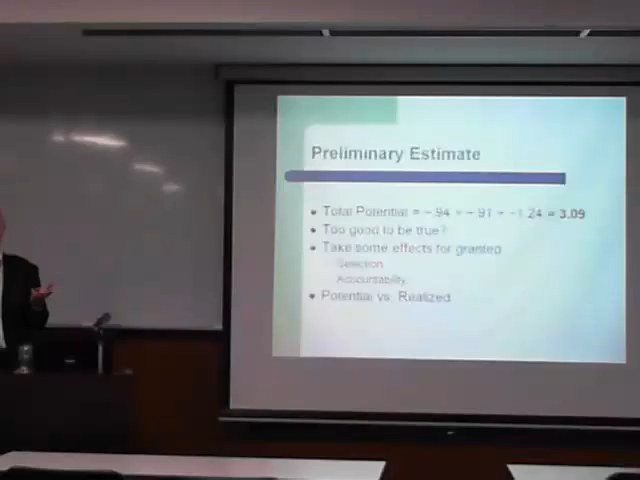 Preliminary Estimate
Total Potential = .94 + .91 + 1.24 = 3.09
Too good to be true?
Take some effects for granted
Selection
Accountability
Potential vs. Realized